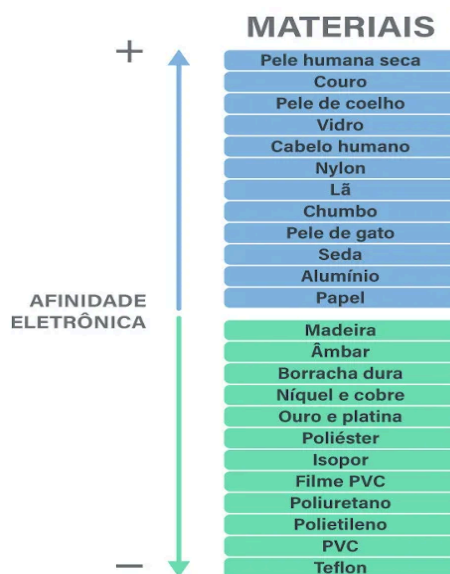 MATERIAIS
+
Pele humana seca
Couro
Pele de coelho
Vidro
Cabelo humano
Nylon
Lã
Chumbo
Pele de gato
Seda
Alumínio
Papel
AFINIDADE
ELETRÔNICA
Madeira
Âmbar
Borracha dura
Níquel e cobre
Ouro e platina
Poliéster
Isopor
Filme PVC
Poliuretano
Polietileno
PVC
Teflon
−